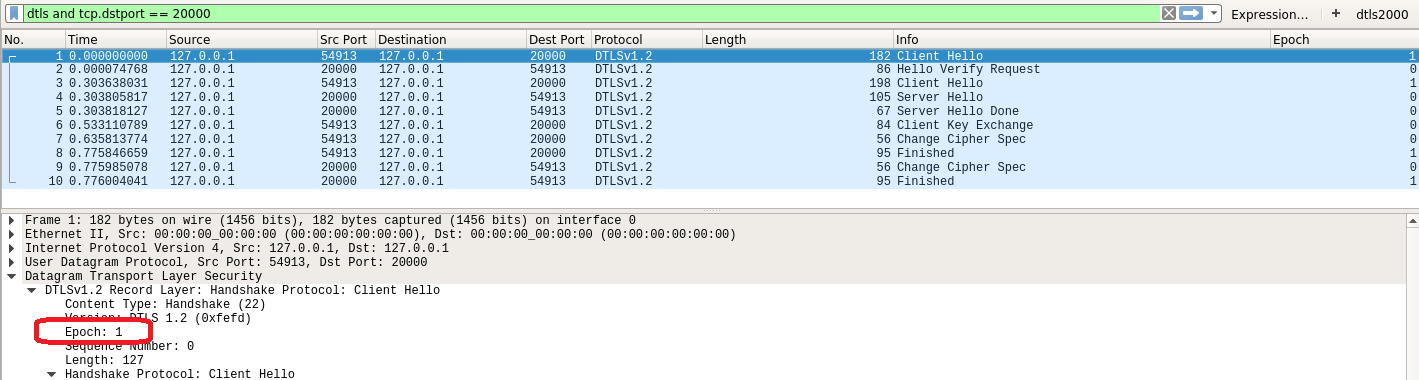 dtls and tcp.dstport == 20000 Expression… + dtls2000
No. Time Source Src Port Destination Dest Port Protocol Length Info Epoch
1 0.000000000 127.0.0.1 54913 127.0.0.1 20000 DTLSv1.2 182 Client Hello 1
2 0.000074768 127.0.0.1 20000 127.0.0.1 54913 DTLSv1.2 86 Hello Verify Request 0
3 0.303638031 127.0.0.1 54913 127.0.0.1 20000 DTLSv1.2 198 Client Hello 1
4 0.303805817 127.0.0.1 20000 127.0.0.1 54913 DTLSv1.2 105 Server Hello 0
5 0.303818127 127.0.0.1 20000 127.0.0.1 54913 DTLSv1.2 67 Server Hello Done 0
6 0.533110789 127.0.0.1 54913 127.0.0.1 20000 DTLSv1.2 84 Client Key Exchange 0
7 0.635813774 127.0.0.1 54913 127.0.0.1 20000 DTLSv1.2 56 Change Cipher Spec 0
8 0.775846659 127.0.0.1 54913 127.0.0.1 20000 DTLSv1.2 95 Finished 1
9 0.775985078 127.0.0.1 20000 127.0.0.1 54913 DTLSv1.2 56 Change Cipher Spec 0
10 0.776004041 127.0.0.1 20000 127.0.0.1 54913 DTLSv1.2 95 Finished 1
Frame 1: 182 bytes on wire (1456 bits), 182 bytes captured (1456 bits) on interface 0
Ethernet II, Src: 00:00:00_00:00:00 (00:00:00:00:00:00), Dst: 00:00:00_00:00:00 (00:00:00:00:00:00)
Internet Protocol Version 4, Src: 127.0.0.1, Dst: 127.0.0.1
User Datagram Protocol, Src Port: 54913, Dst Port: 20000
Datagram Transport Layer Security
DTLSv1.2 Record Layer: Handshake Protocol: Client Hello
Content Type: Handshake (22)
Version: DTLS 1.2 (0xfefd)
Epoch: 1
Sequence Number: 0
Length: 127
Handshake Protocol: Client Hello